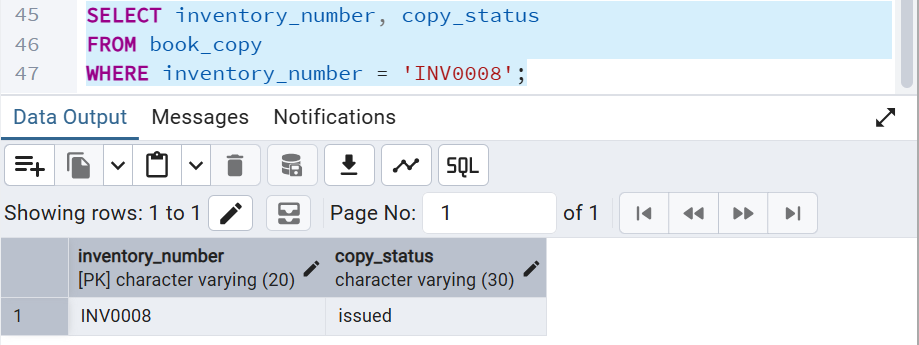 45 SELECT inventory_number, copy_status
46 FROM book_copy
47 WHERE inventory_number = 'INV0008';
Data Output Messages Notifications
SQL
Showing rows: 1 to 1 Page No: 1 of 1
inventory_number copy_status
[PK] character varying (20) character varying (30)
1 INV0008 issued